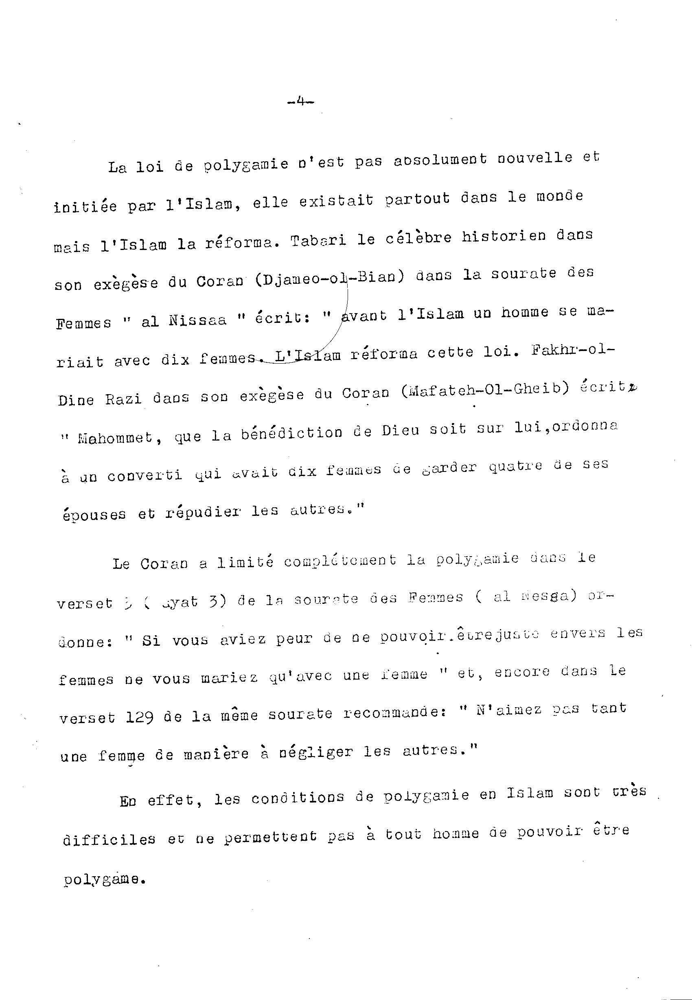 -4-
La loi de polygamie n'est pas absolument nouvelle et
initiée par l'Islam, elle existait partout dans le monde
mais l'Islam la réforma. Tabari le célèbre historien dans
son exègèse du Coran (Djameo-ol-Bian) dans la sourate des
Femmes " al Nissaa " écrit: " avant l'Islam un homme se ma-
riait avec dix femmes. L'Islam réforma cette loi. Fakhr-ol-
Dine Razi dans son exègèse du Coran (Mafateh-Ol-Gheib) écrit
" Mahommet, que la bénédiction de Dieu soit sur lui,ordonna
à un converti qui avait dix femmes de garder quatre de ses
épouses et répudier les autres."
Le Coran a limité complétement la polygamie dans le
verset ( ayat 3) de la sourate des Femmes ( al or-
donne: " Si vous aviez peur de ne pouvoir être juste envers les
femmes ne vous mariez qu'avec une femme " et, encore dans le
verset 129 de la même sourate recommande: " N'aimez pas tant
une femme de manière à négliger les autres."
En effet, les conditions de polygamie en Islam sont très
difficiles et ne permettent pas à tout homme de pouvoir être
polygame.